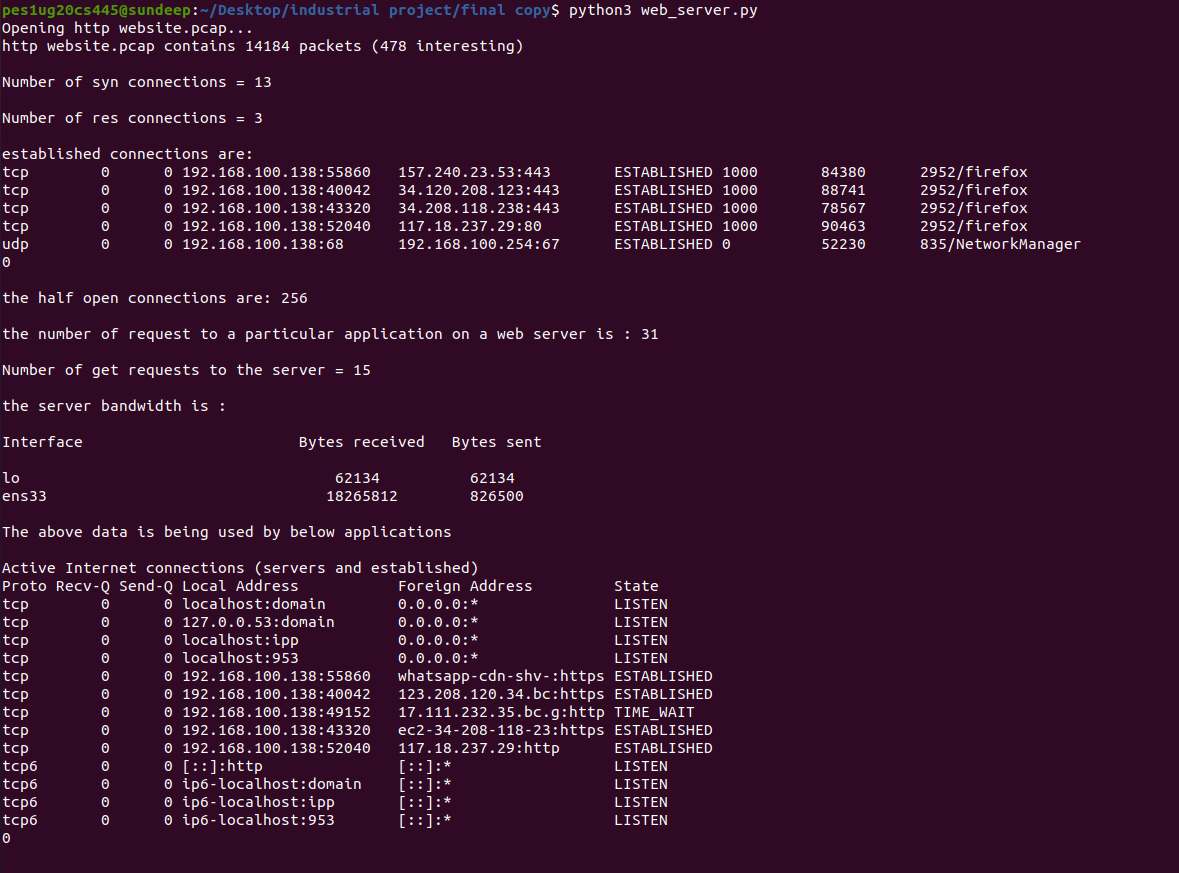 pes1ug20cs445@sundeep:~/Desktop/industrial project/final copy$ python3 web_server.py
Opening http website.pcap...
http website.pcap contains 14184 packets (478 interesting)
Number of syn connections = 13
Number of res connections = 3
established connections are:
tcp 0 0 192.168.100.138:55860 157.240.23.53:443 ESTABLISHED 1000 84380 2952/firefox
tcp 0 0 192.168.100.138:40042 34.120.208.123:443 ESTABLISHED 1000 88741 2952/firefox
tcp 0 0 192.168.100.138:43320 34.208.118.238:443 ESTABLISHED 1000 78567 2952/firefox
tcp 0 0 192.168.100.138:52040 117.18.237.29:80 ESTABLISHED 1000 90463 2952/firefox
udp 0 0 192.168.100.138:68 192.168.100.254:67 ESTABLISHED 0 52230 835/NetworkManager
0
the half open connections are: 256
the number of request to a particular application on a web server is : 31
Number of get requests to the server = 15
the server bandwidth is :
Interface Bytes received Bytes sent
lo 62134 62134
ens33 18265812 826500
The above data is being used by below applications
Active Internet connections (servers and established)
Proto Recv-Q Send-Q Local Address Foreign Address State
tcp 0 0 localhost:domain 0.0.0.0:* LISTEN
tcp 0 0 127.0.0.53:domain 0.0.0.0:* LISTEN
tcp 0 0 localhost:ipp 0.0.0.0:* LISTEN
tcp 0 0 localhost:953 0.0.0.0:* LISTEN
tcp 0 0 192.168.100.138:55860 whatsapp-cdn-shv-:https ESTABLISHED
tcp 0 0 192.168.100.138:40042 123.208.120.34.bc:https ESTABLISHED
tcp 0 0 192.168.100.138:49152 17.111.232.35.bc.g:http TIME_WAIT
tcp 0 0 192.168.100.138:43320 ec2-34-208-118-23:https ESTABLISHED
tcp 0 0 192.168.100.138:52040 117.18.237.29:http ESTABLISHED
tcp6 0 0 [::]:http [::]:* LISTEN
tcp6 0 0 ip6-localhost:domain [::]:* LISTEN
tcp6 0 0 ip6-localhost:ipp [::]:* LISTEN
tcp6 0 0 ip6-localhost:953 [::]:* LISTEN
0